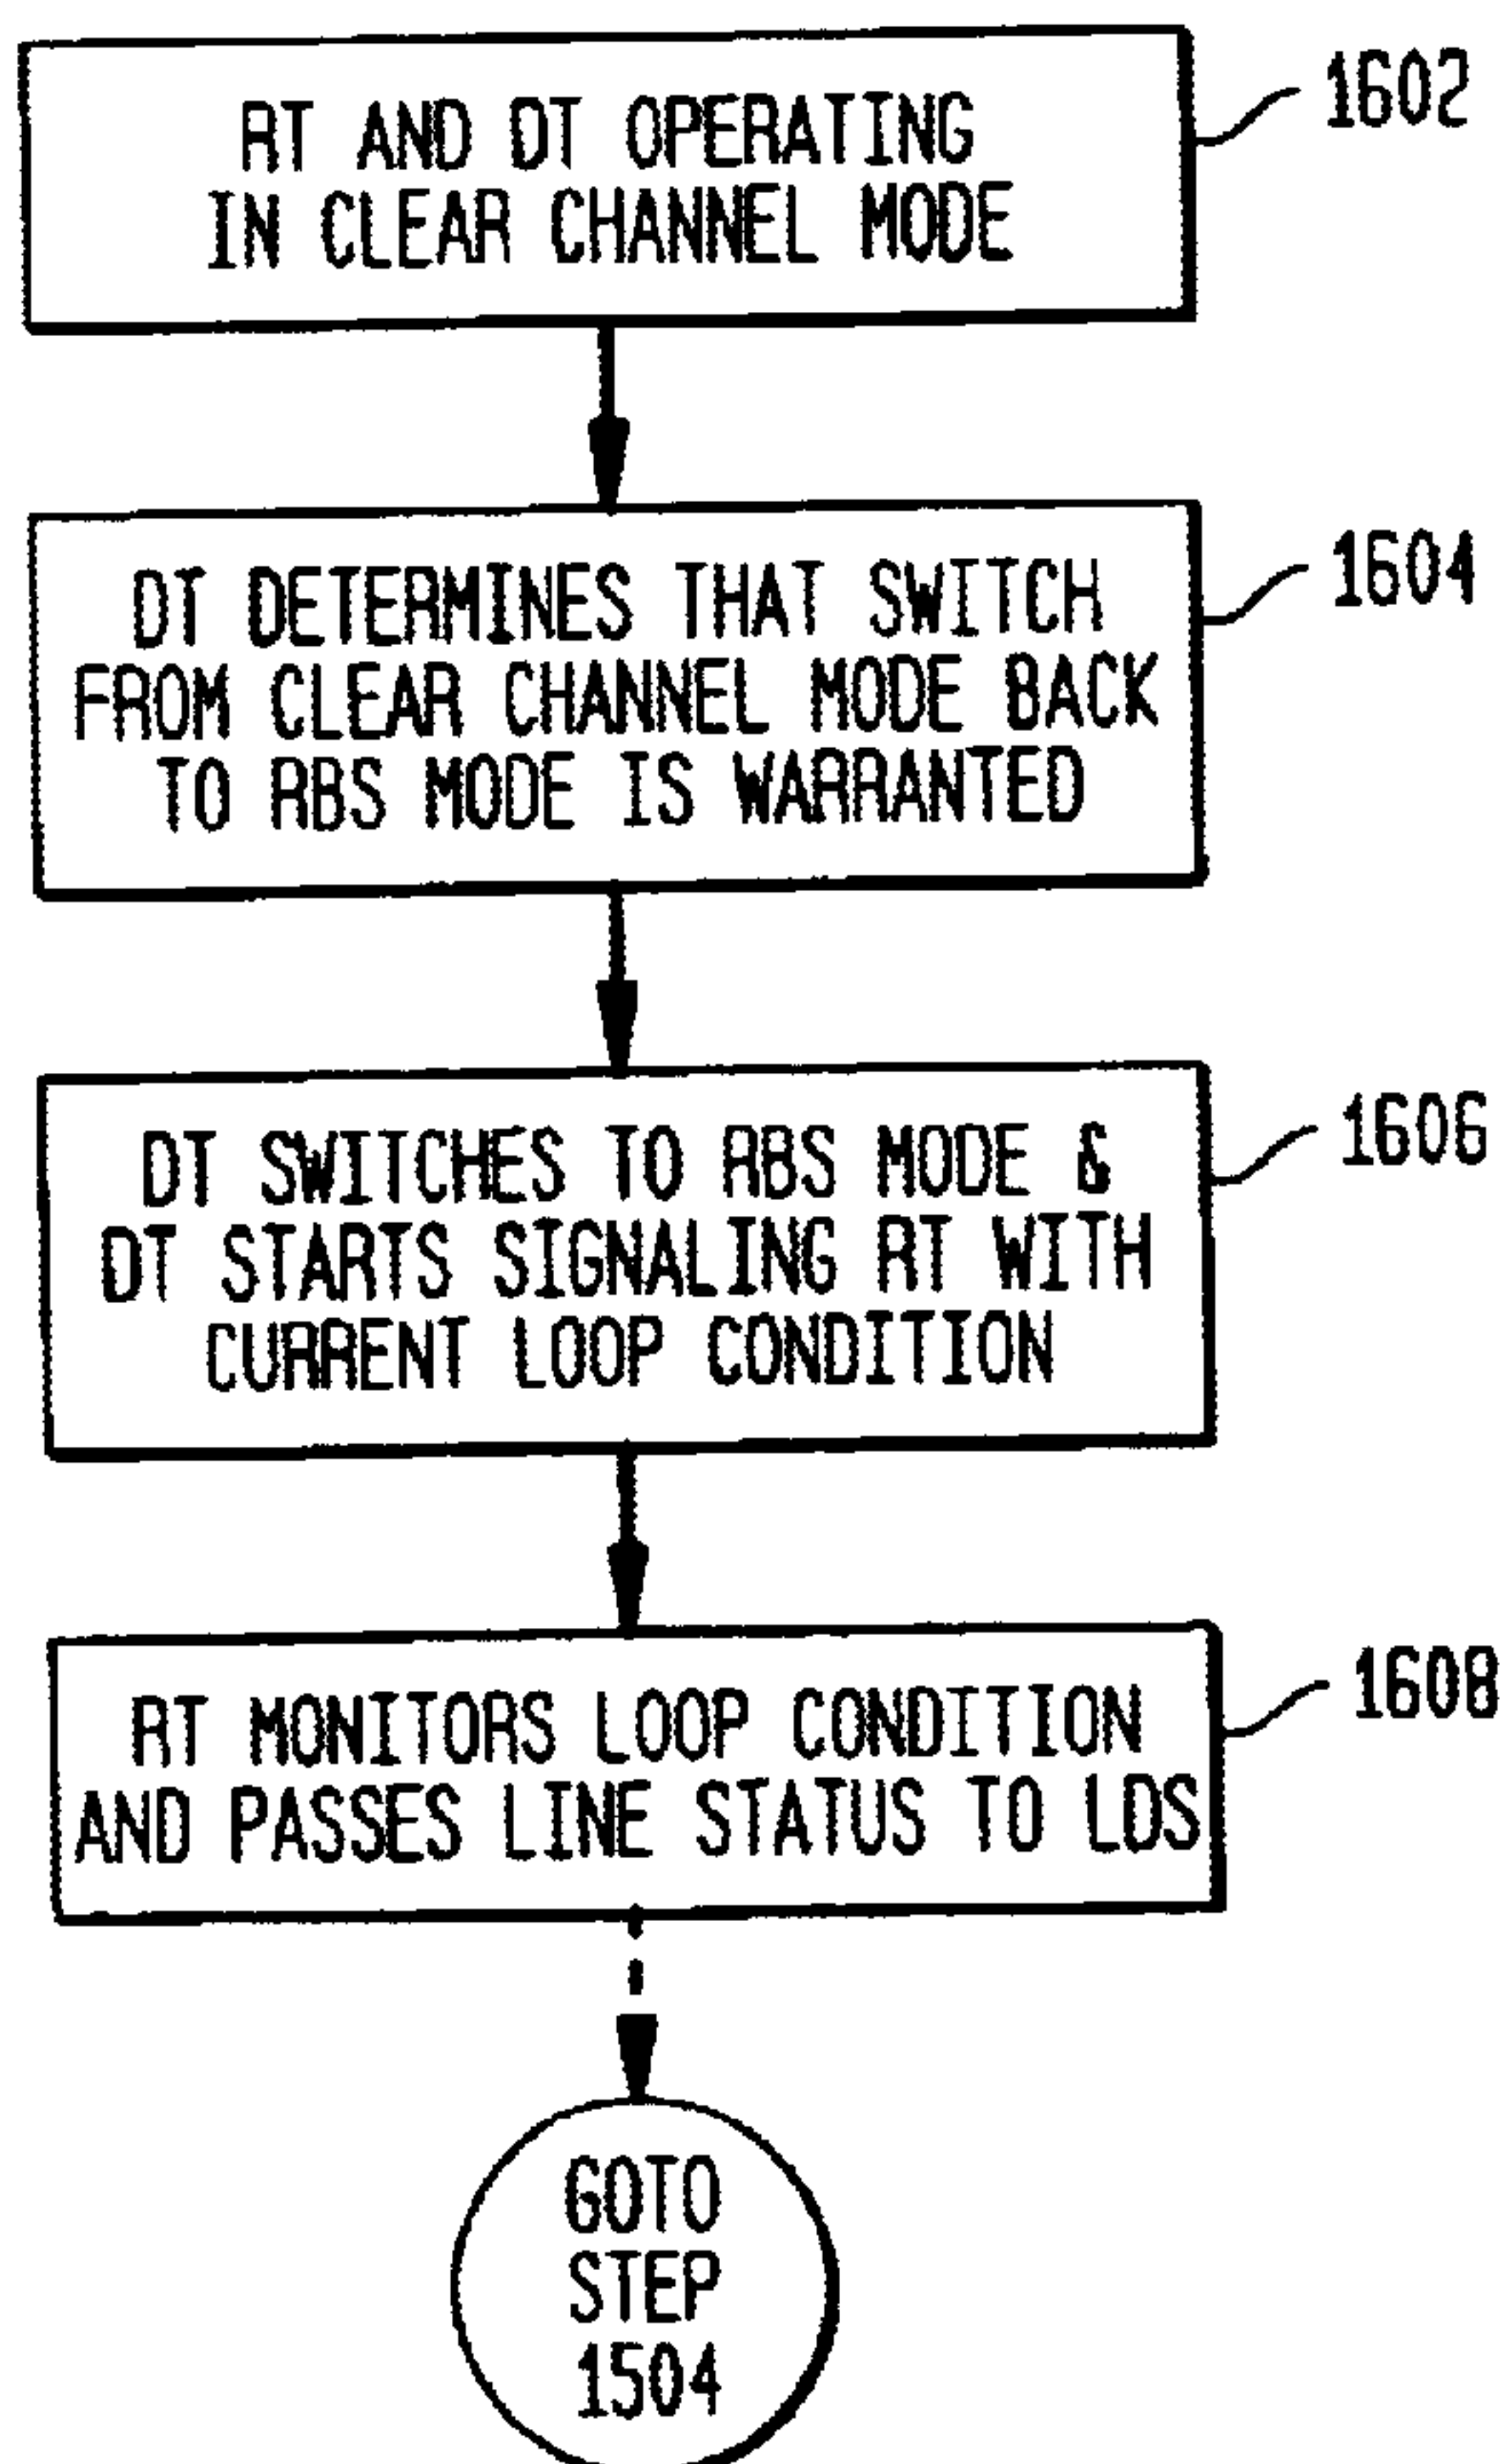 RT AND DT OPERATING
IN CLEAR CHANNEL MODE
1602
DT DETERMINES THAT SWITCH
FROM CLEAR CHANNEL MODE BACK
TO RBS MODE IS WARRANTED
1604
DT SWITCHES TO RBS MODE &
DT STARTS SIGNALING RT WITH
CURRENT LOOP CONDITION
1606
RT MONITORS LOOP CONDITION
AND PASSES LINE STATUS TO LDS
1608
GOTO
STEP
1504